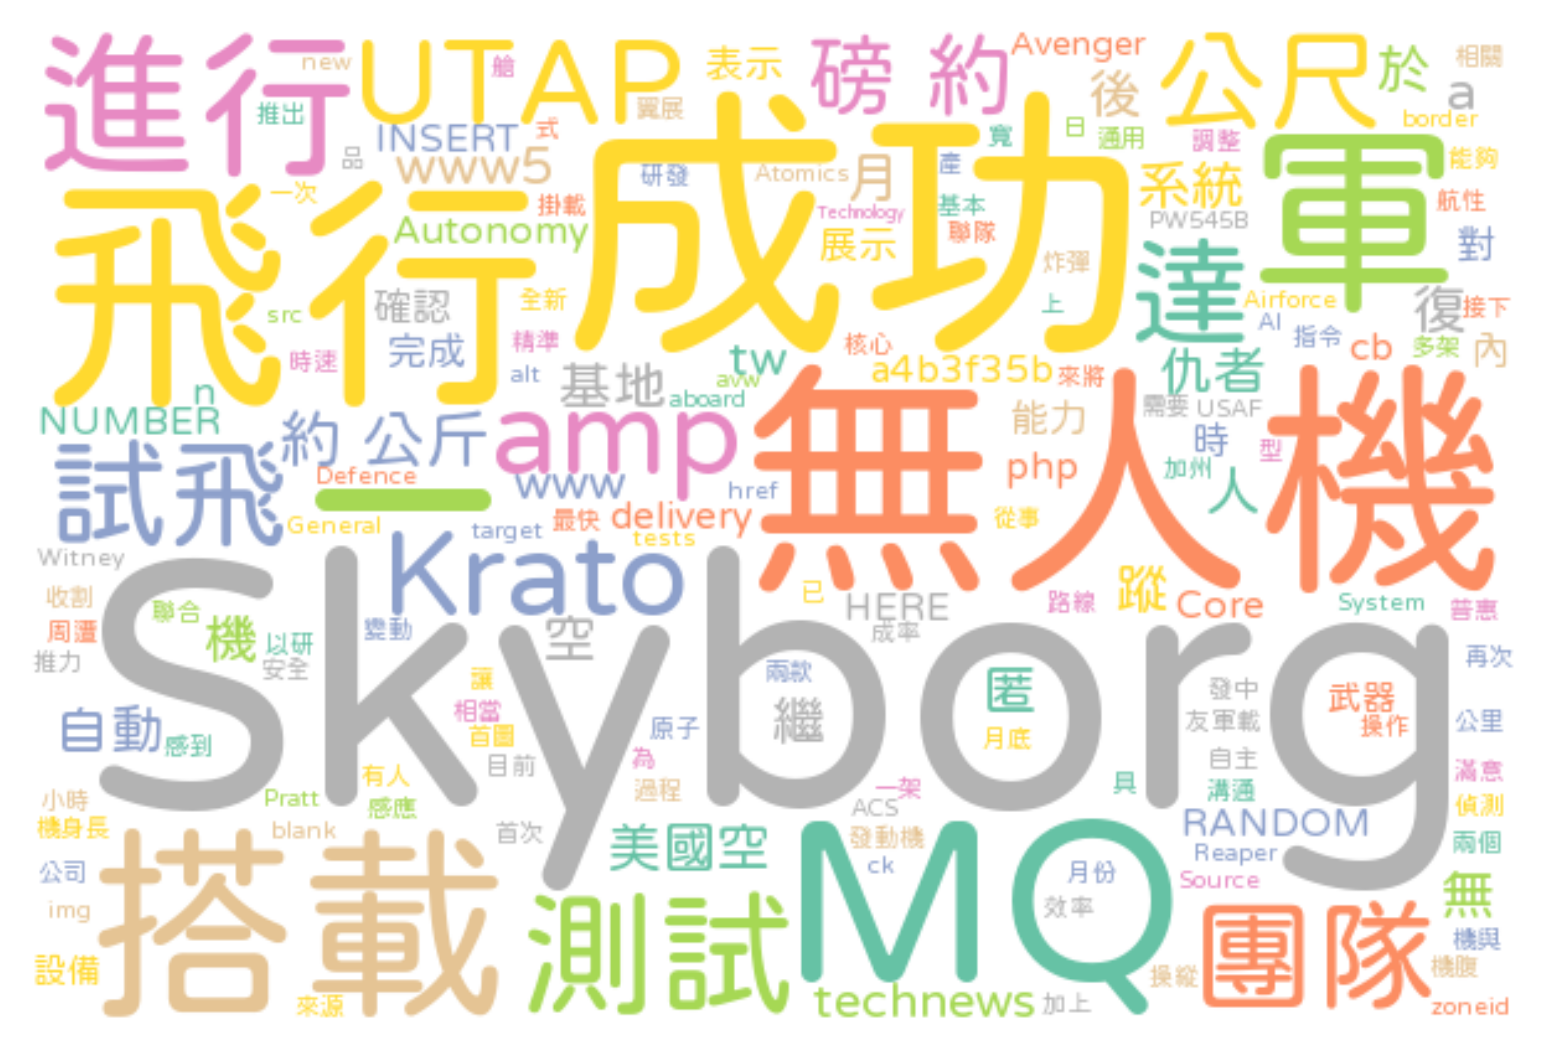 進行
new
UTAP
艙
表示
磅 約
Avenger
公尺
於
相關
推出
翼展
後
a
INSERT
式
寬
日
通用
調整
border
品
www5
研發
Atomics
月
產
系統
軍
能夠
飛行
一次
掛載
成功
Technology
基本
PW545B
航性
Autonomy
展示
聯隊
對
src
確認
全新
炸彈
上
達
Airforce
復
接下
時速
完成
精準
tw
核心
AI
指令
cb
多架
內
n
alt
基地
avw
aboard
a4b3f35b
來將
仇者
NUMBER
約 公斤
amp
無人機
能力
需要
USAF
時
型
試飛
Defence
一
www
href
php
加州
人
General
target
最快
delivery
tests
從事
Witney
Krato
已
HERE
路線
蹤
Core
System
普惠
收割
周遭
聯合
機
以研
變動
空
成率
推力
安全
Skyborg
再次
讓
兩款
匿
發中
武器
自動
感到
相當
首圖
原子
繼
月底
友軍載
操作
公里
目前
為
自主
滿意
小時
Pratt
有人
感應
過程
一架
具
溝通
偵測
機身長
blank
首次
美國空
ACS
發動機
MQ
RANDOM
兩個
公司
搭載
ck
月份
Reaper
Source
無
img
測試
效率
團隊
機與
設備
操縱
機腹
來源
technews
加上
zoneid